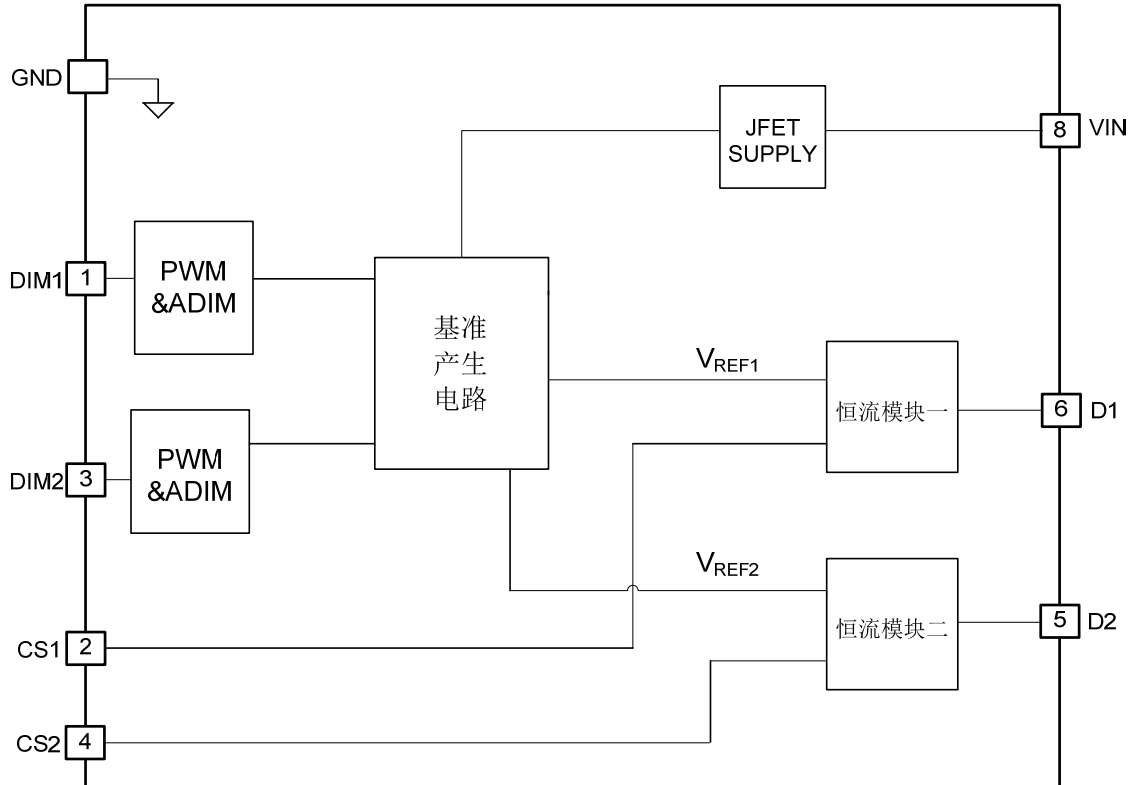 GND
JFET
SUPPLY
8
VIN
DIM1
1
PWM
&ADIM
基准
产生
电路
VREF1
恒流模块一
6
D1
DIM2
3
PWM
&ADIM
VREF2
恒流模块二
5
D2
CS1
2
CS2
4